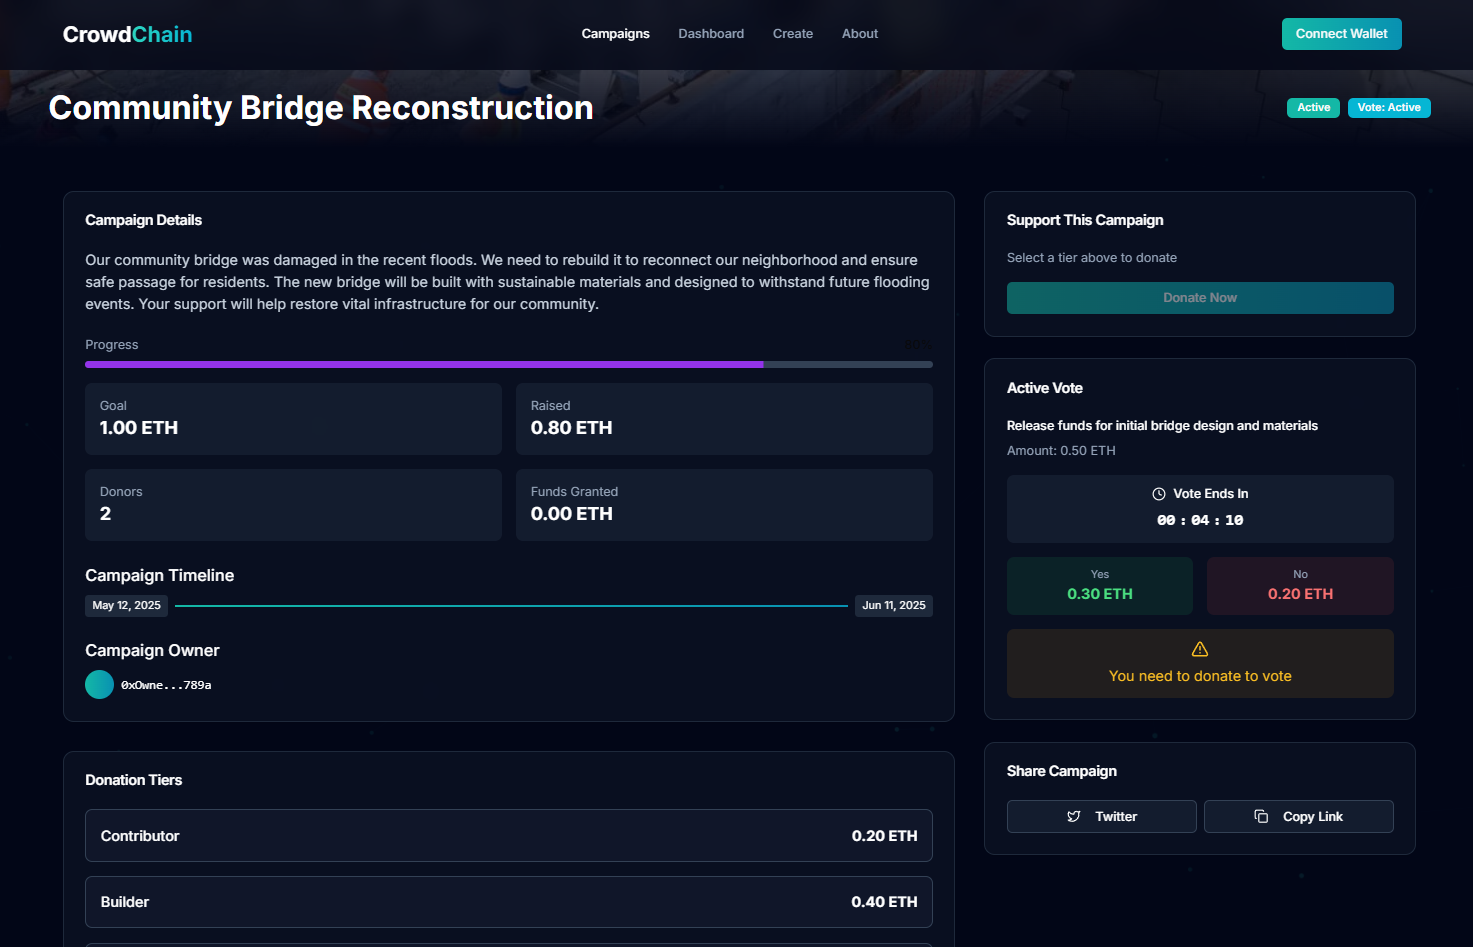 CrowdChain
Campaigns
Dashboard
Create
About
Connect Wallet
Community Bridge Reconstruction
Active
Vote: Active
Campaign Details
Our community bridge was damaged in the recent floods. We need to rebuild it to reconnect our neighborhood and ensure
safe passage for residents. The new bridge will be built with sustainable materials and designed to withstand future flooding
events. Your support will help restore vital infrastructure for our community.
Progress
80%
Goal
1.00 ETH
Raised
0.80 ETH
Donors
2
Funds Granted
0.00 ETH
Campaign Timeline
May 12, 2025
Jun 11, 2025
Campaign Owner
0xOwne...789a
Donation Tiers
Contributor
0.20 ETH
Builder
0.40 ETH
Support This Campaign
Select a tier above to donate
Donate Now
Active Vote
Release funds for initial bridge design and materials
Amount: 0.50 ETH
Vote Ends In
00 : 04 : 10
Yes
0.30 ETH
No
0.20 ETH
You need to donate to vote
Share Campaign
Twitter
Copy Link